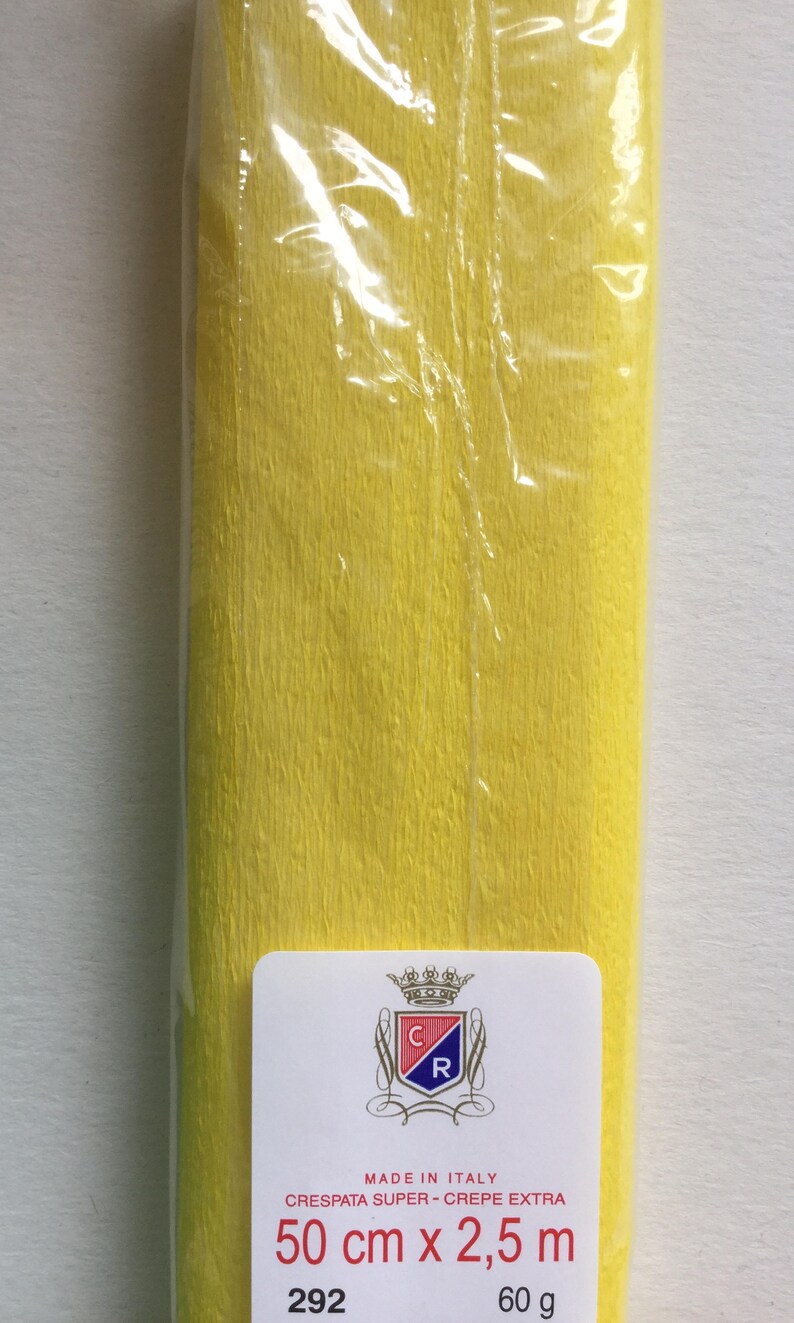 C
R
MADE IN ITALY
CRESPATA SUPER - CREPE EXTRA
50 cm x 2,5 m
292 60 g